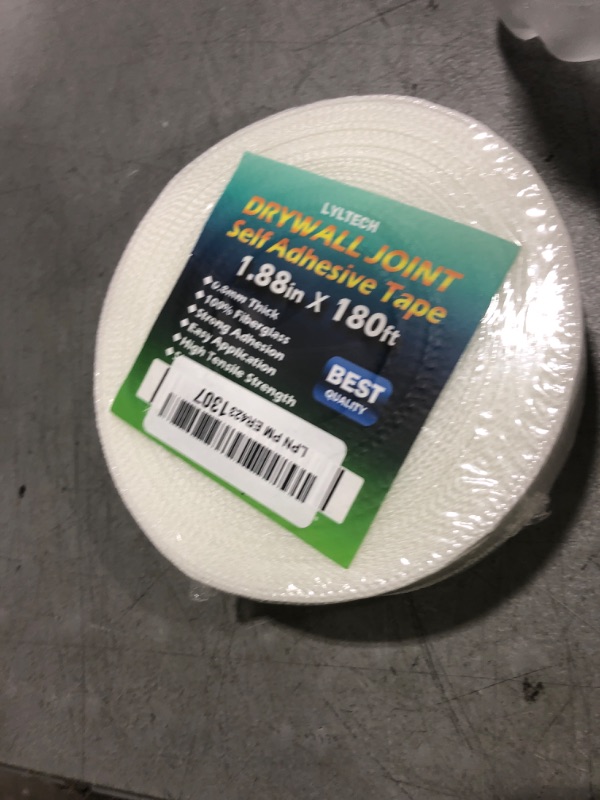 LYLTECH
DRYWALL JOINT
Self Adhesive Tape
1.88in X 180ft
◆0.6mm Thick
◆100% Fiberglass
◆Strong Adhesion
◆Easy Application
◆High Tensile Strength
BEST
QUALITY
LPN PM ER4231307